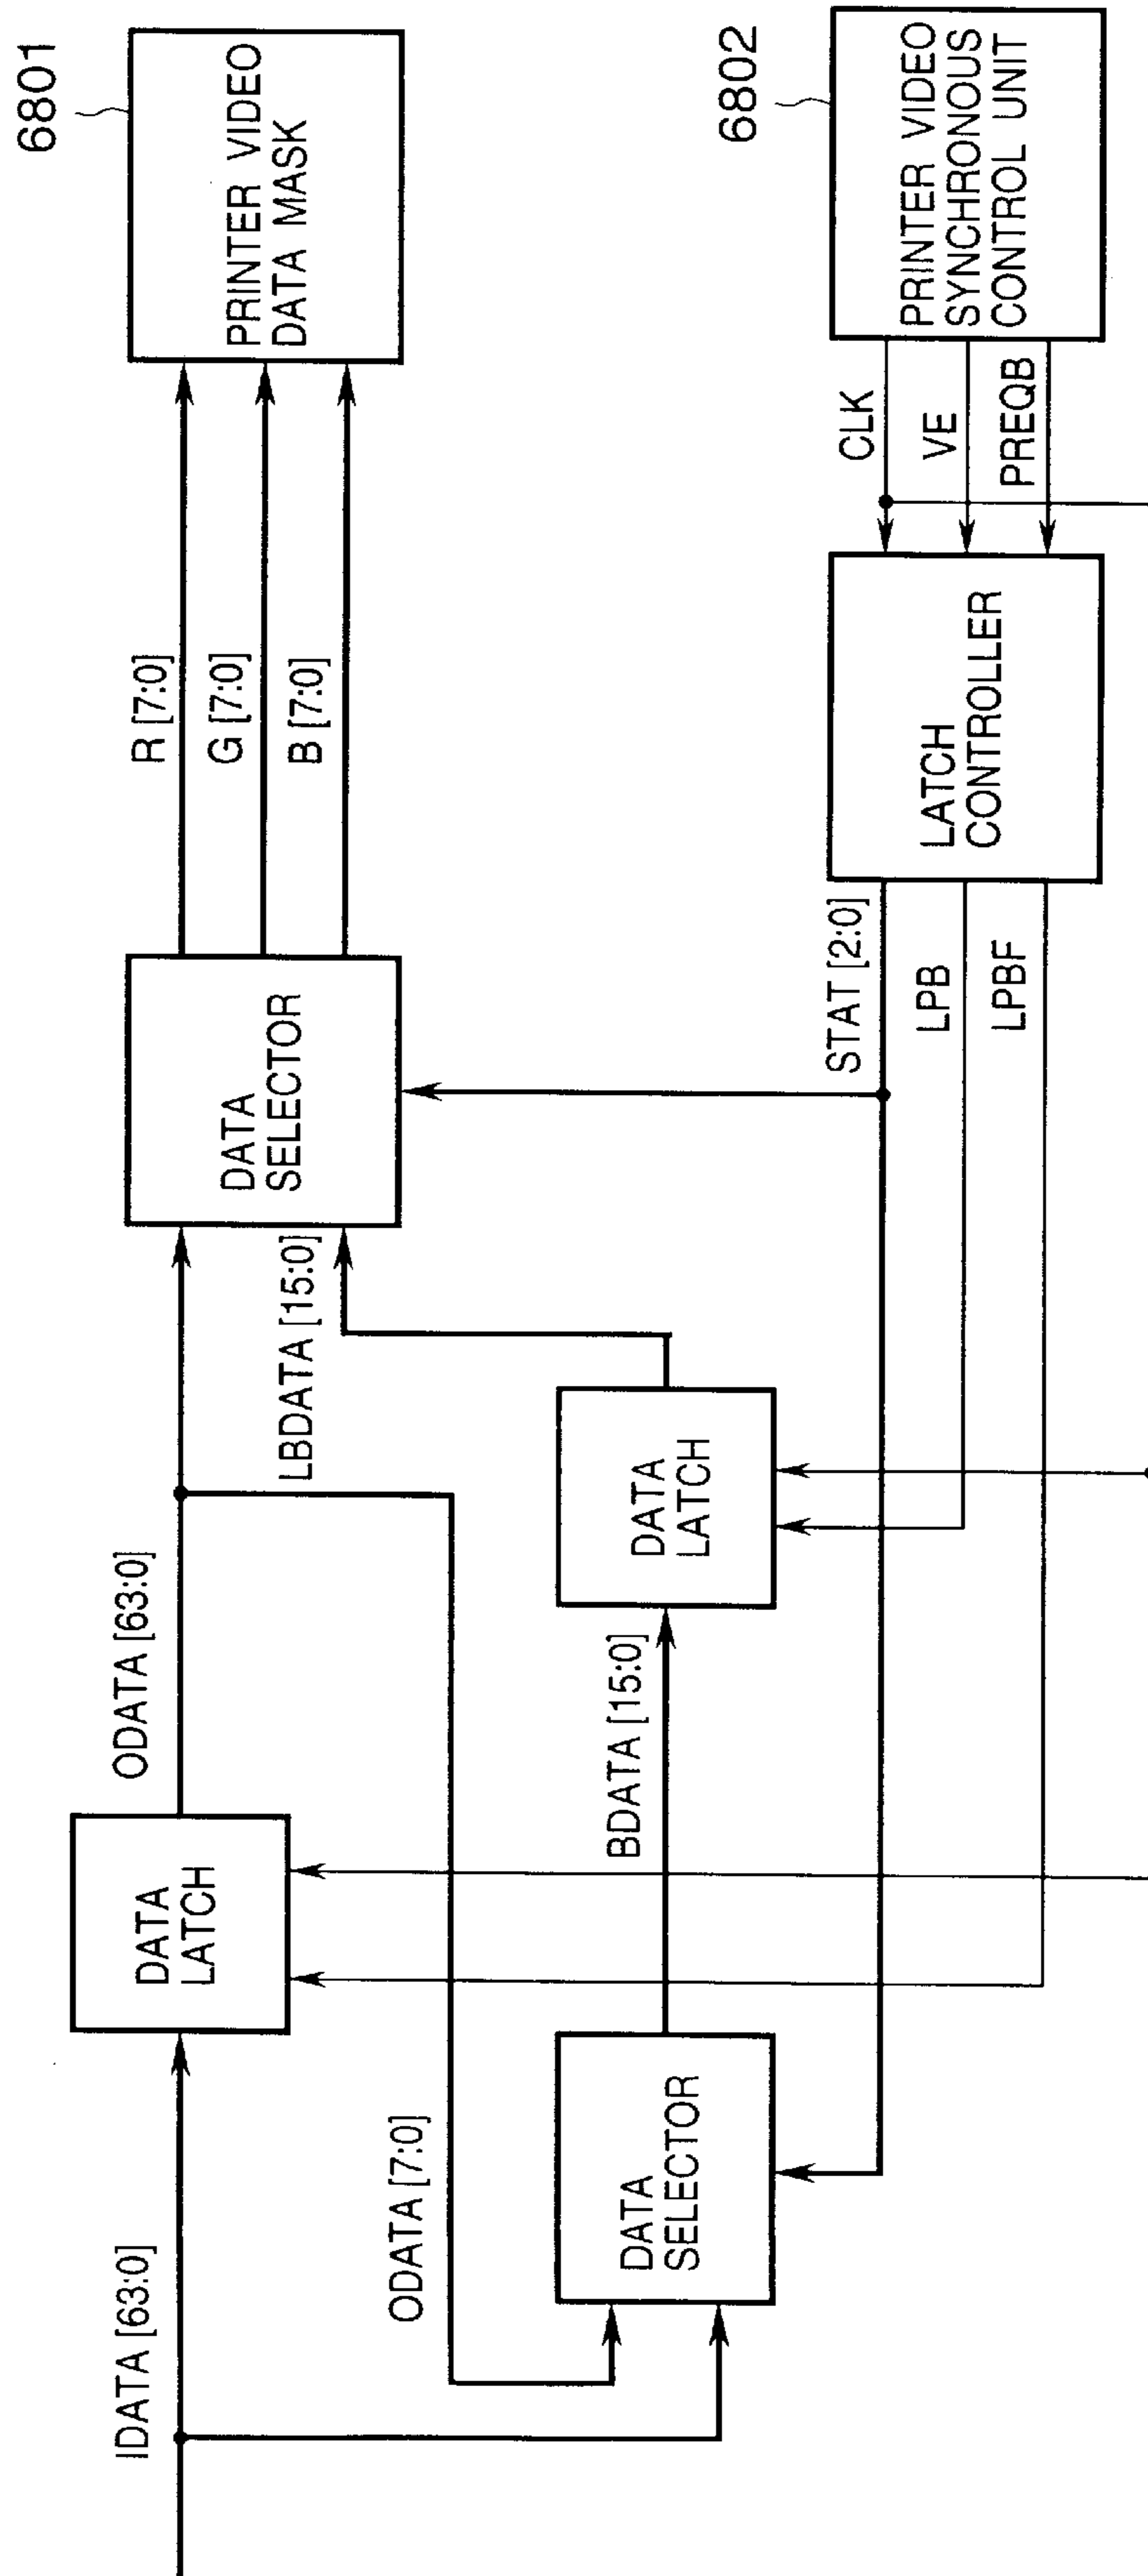 6801
PRINTER VIDEO
DATA MASK
R [7:0]
G [7:0]
B [7:0]
DATA
SELECTOR
LBDATA [15:0]
ODATA [63:0]
DATA
LATCH
IDATA [63:0]
ODATA [7:0]
DATA
SELECTOR
BDATA [15:0]
DATA
LATCH
6802
PRINTER VIDEO
SYNCHRONOUS
CONTROL UNIT
CLK
VE
PREQB
LATCH
CONTROLLER
STAT [2:0]
LPB
LPBF